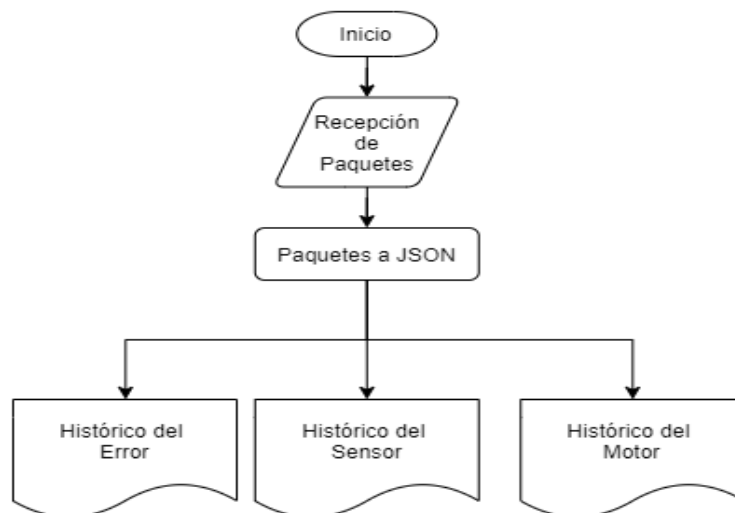 Inicio
Recepción
de
Paquetes
Paquetes a JSON
Histórico del
Error
Histórico del
Sensor
Histórico del
Motor